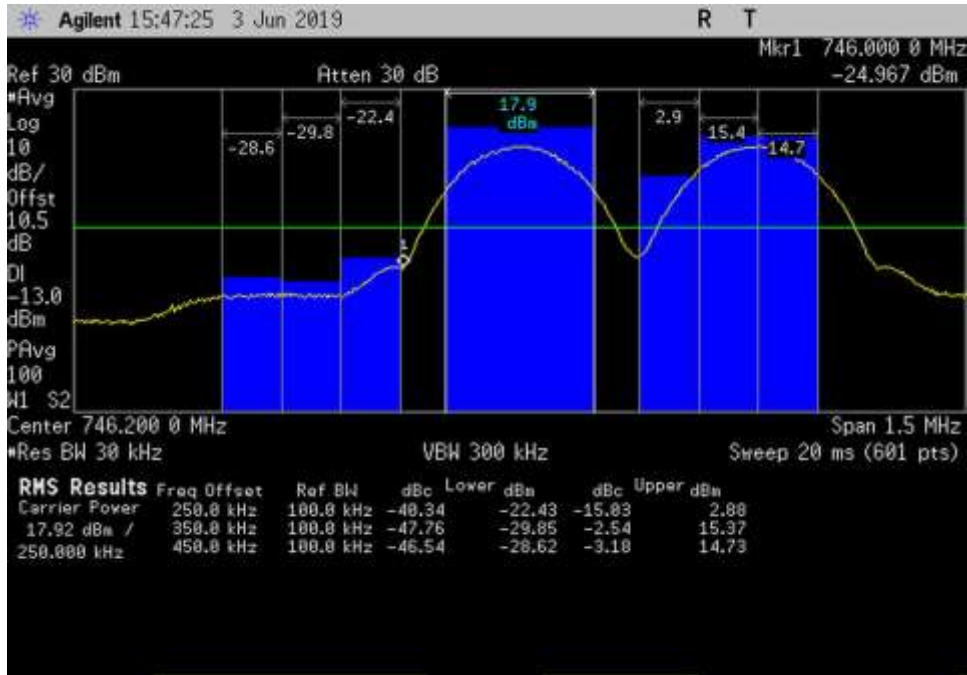 Agilent 15:47:25 3 Jun 2019 R T
Mkr1 746.000 0 MHz
Ref 30 dBm Atten 30 dB -24.967 dBm
#Avg
Log
10
dB/
Offst
10.5
dB
DI
-13.0
dBm
PAvg
100
W1 S2
-28.6
-29.8
-22.4
17.9
dBm
2.9
15.4
-14.7
1
Center 746.200 0 MHz Span 1.5 MHz
#Res BW 30 kHz VBW 300 kHz Sweep 20 ms (601 pts)
RMS Results Freq Offset Ref BW dBc Lower dBm dBc Upper dBm
Carrier Power 250.0 kHz 100.0 kHz -40.34 -22.43 -15.03 2.88
17.92 dBm / 350.0 kHz 100.0 kHz -47.76 -29.85 -2.54 15.37
250.000 kHz 450.0 kHz 100.0 kHz -46.54 -28.62 -3.18 14.73